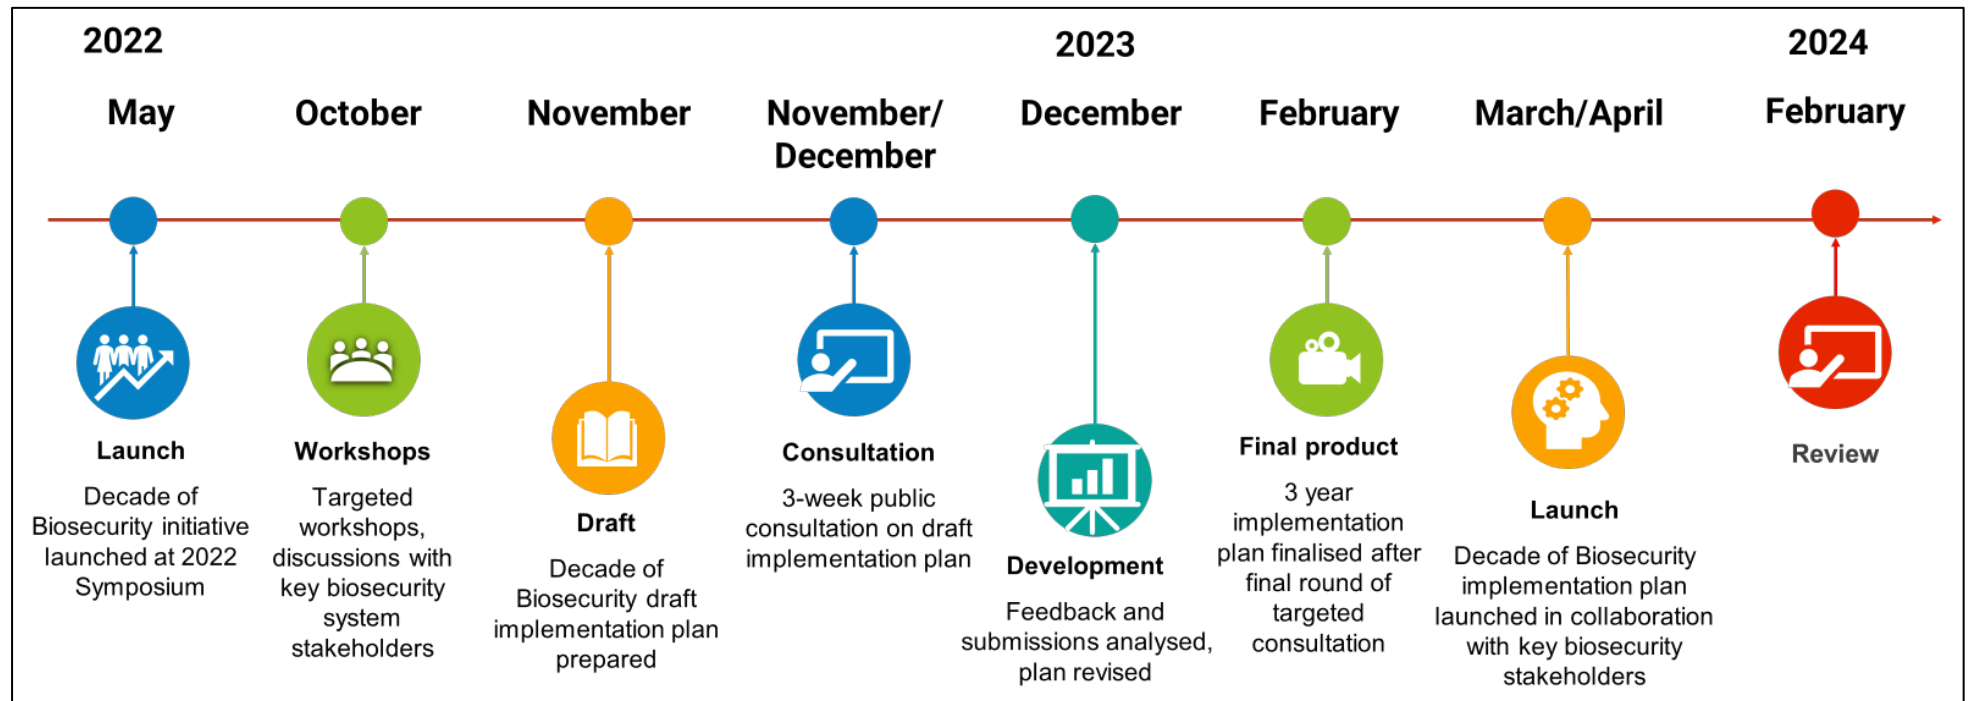 2022
2023
2024
May
October
November
November/
December
December
February
March/April
February
Launch
Decade of
Biosecurity initiative
launched at 2022
Symposium
Workshops
Targeted
workshops,
discussions with
key biosecurity
system
stakeholders
Draft
Decade of
Biosecurity draft
implementation plan
prepared
Consultation
3-week public
consultation on draft
implementation plan
Development
Feedback and
submissions analysed,
plan revised
Final product
3 year
implementation
plan finalised after
final round of
targeted
consultation
Launch
Decade of Biosecurity
implementation plan
launched in collaboration
with key biosecurity
stakeholders
Review